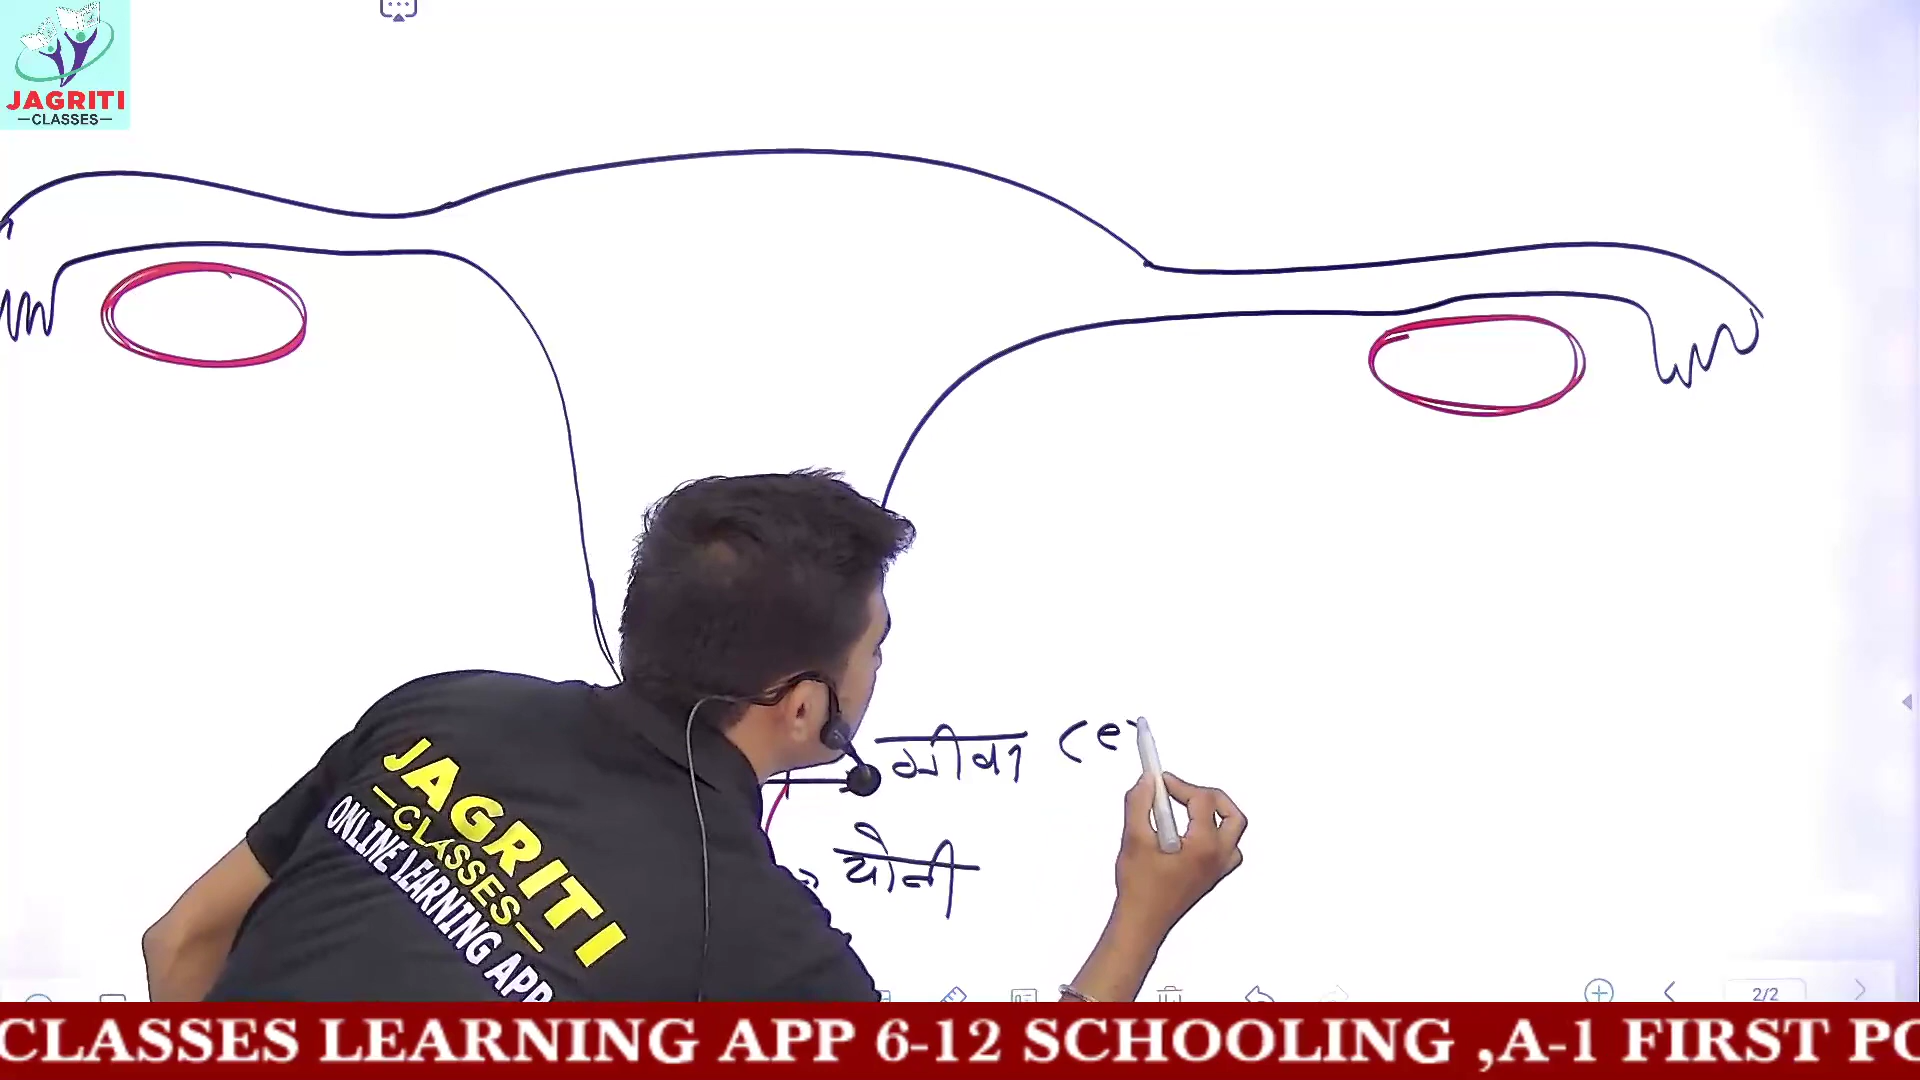 JAGRITI
CLASSES
ग्रीवा (ce
योनी
JAGRITI
CLASSES
ONLINE LEARNING APP
2/2
CLASSES LEARNING APP 6-12 SCHOOLING ,A-1 FIRST PO